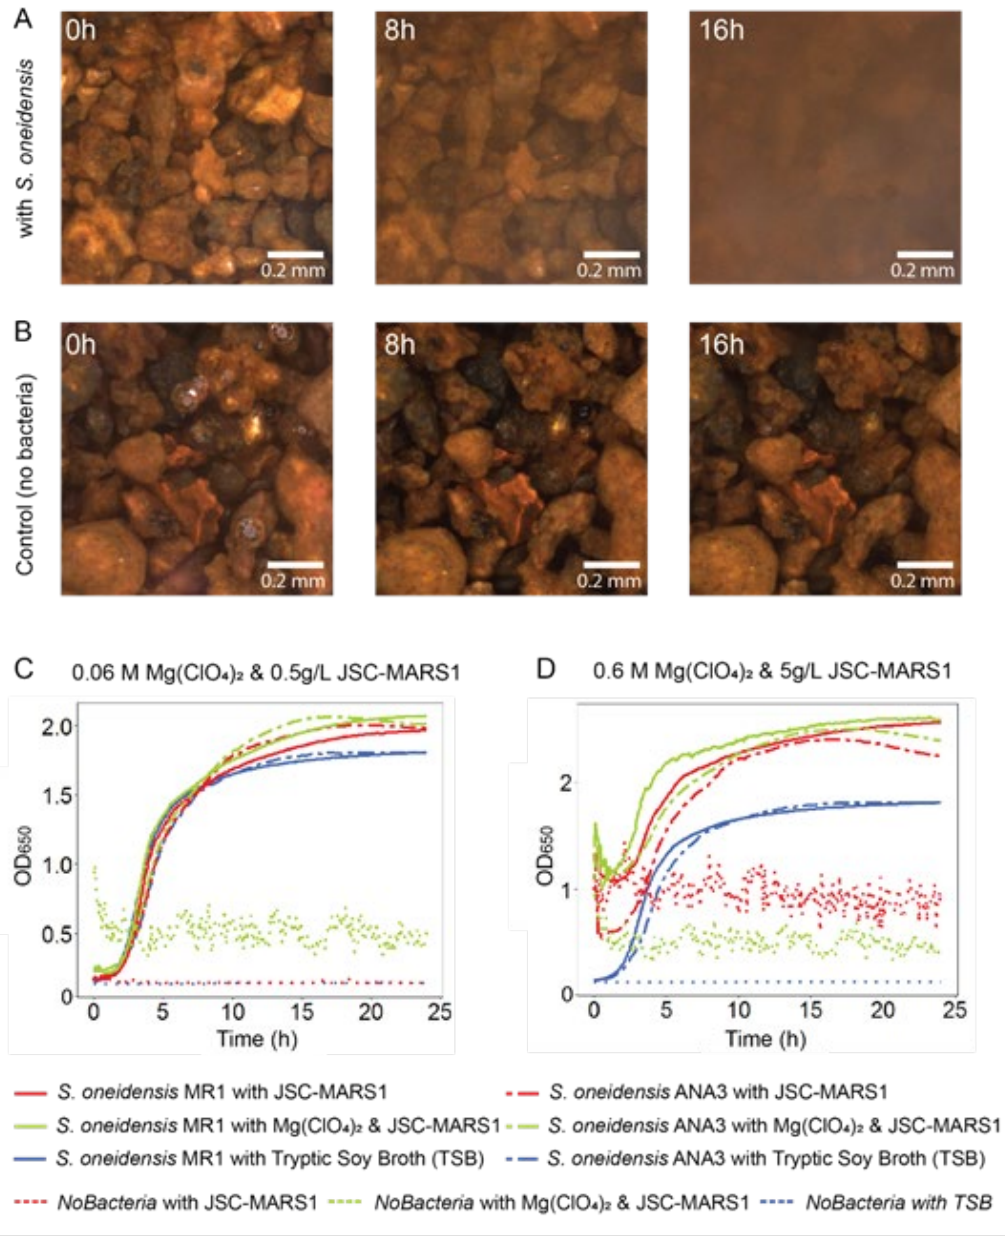 A
with S. oneidensis
0h
8h
16h
0.2 mm
0.2 mm
0.2 mm
B
Control (no bacteria)
0h
8h
16h
0.2 mm
0.2 mm
0.2 mm
C
0.06 M Mg(ClO₄)₂ & 0.5g/L JSC-MARS1
OD650
2.0
1.5
1.0
0.5
0
0 5 10 15 20 25
Time (h)
D
0.6 M Mg(ClO₄)₂ & 5g/L JSC-MARS1
OD650
2
1
0
0 5 10 15 20 25
Time (h)
S. oneidensis MR1 with JSC-MARS1
S. oneidensis ANA3 with JSC-MARS1
S. oneidensis MR1 with Mg(ClO₄)₂ & JSC-MARS1
S. oneidensis ANA3 with Mg(ClO₄)₂ & JSC-MARS1
S. oneidensis MR1 with Tryptic Soy Broth (TSB)
S. oneidensis ANA3 with Tryptic Soy Broth (TSB)
NoBacteria with JSC-MARS1
NoBacteria with Mg(ClO₄)₂ & JSC-MARS1
NoBacteria with TSB